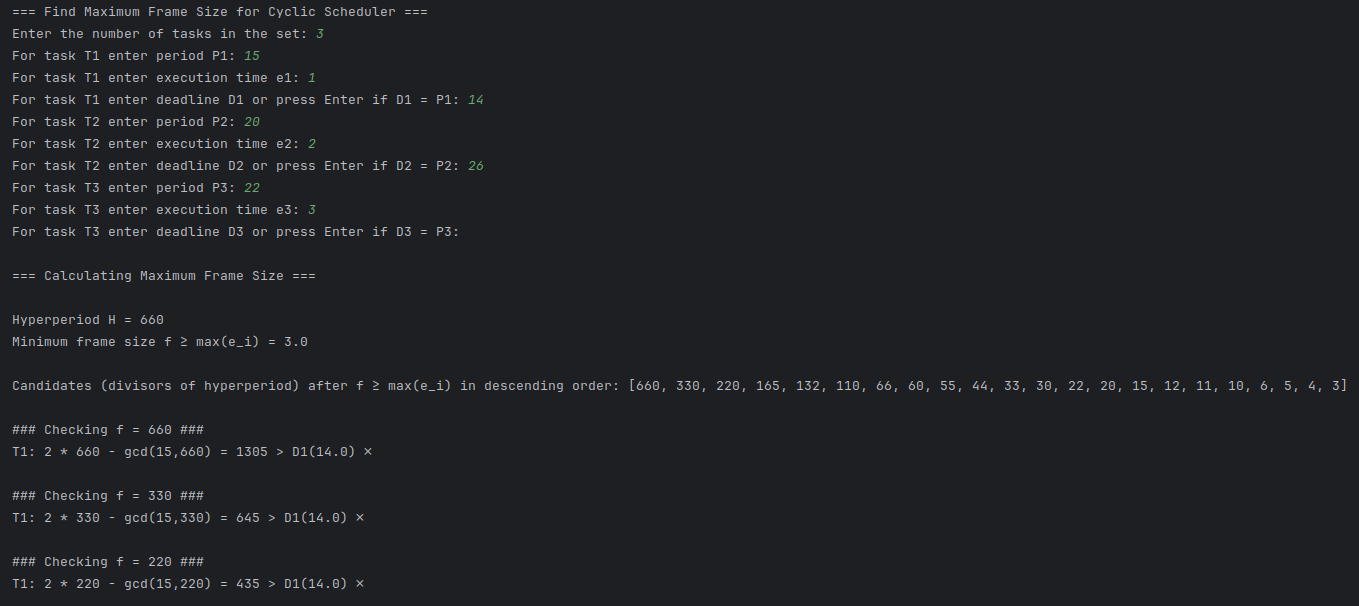 === Find Maximum Frame Size for Cyclic Scheduler ===
Enter the number of tasks in the set: 3
For task T1 enter period P1: 15
For task T1 enter execution time e1: 1
For task T1 enter deadline D1 or press Enter if D1 = P1: 14
For task T2 enter period P2: 20
For task T2 enter execution time e2: 2
For task T2 enter deadline D2 or press Enter if D2 = P2: 26
For task T3 enter period P3: 22
For task T3 enter execution time e3: 3
For task T3 enter deadline D3 or press Enter if D3 = P3:
=== Calculating Maximum Frame Size ===
Hyperperiod H = 660
Minimum frame size f ≥ max(e_i) = 3.0
Candidates (divisors of hyperperiod) after f ≥ max(e_i) in descending order: [660, 330, 220, 165, 132, 110, 66, 60, 55, 44, 33, 30, 22, 20, 15, 12, 11, 10, 6, 5, 4, 3]
### Checking f = 660 ###
T1: 2 * 660 - gcd(15,660) = 1305 > D1(14.0) ×
### Checking f = 330 ###
T1: 2 * 330 - gcd(15,330) = 645 > D1(14.0) ×
### Checking f = 220 ###
T1: 2 * 220 - gcd(15,220) = 435 > D1(14.0) ×